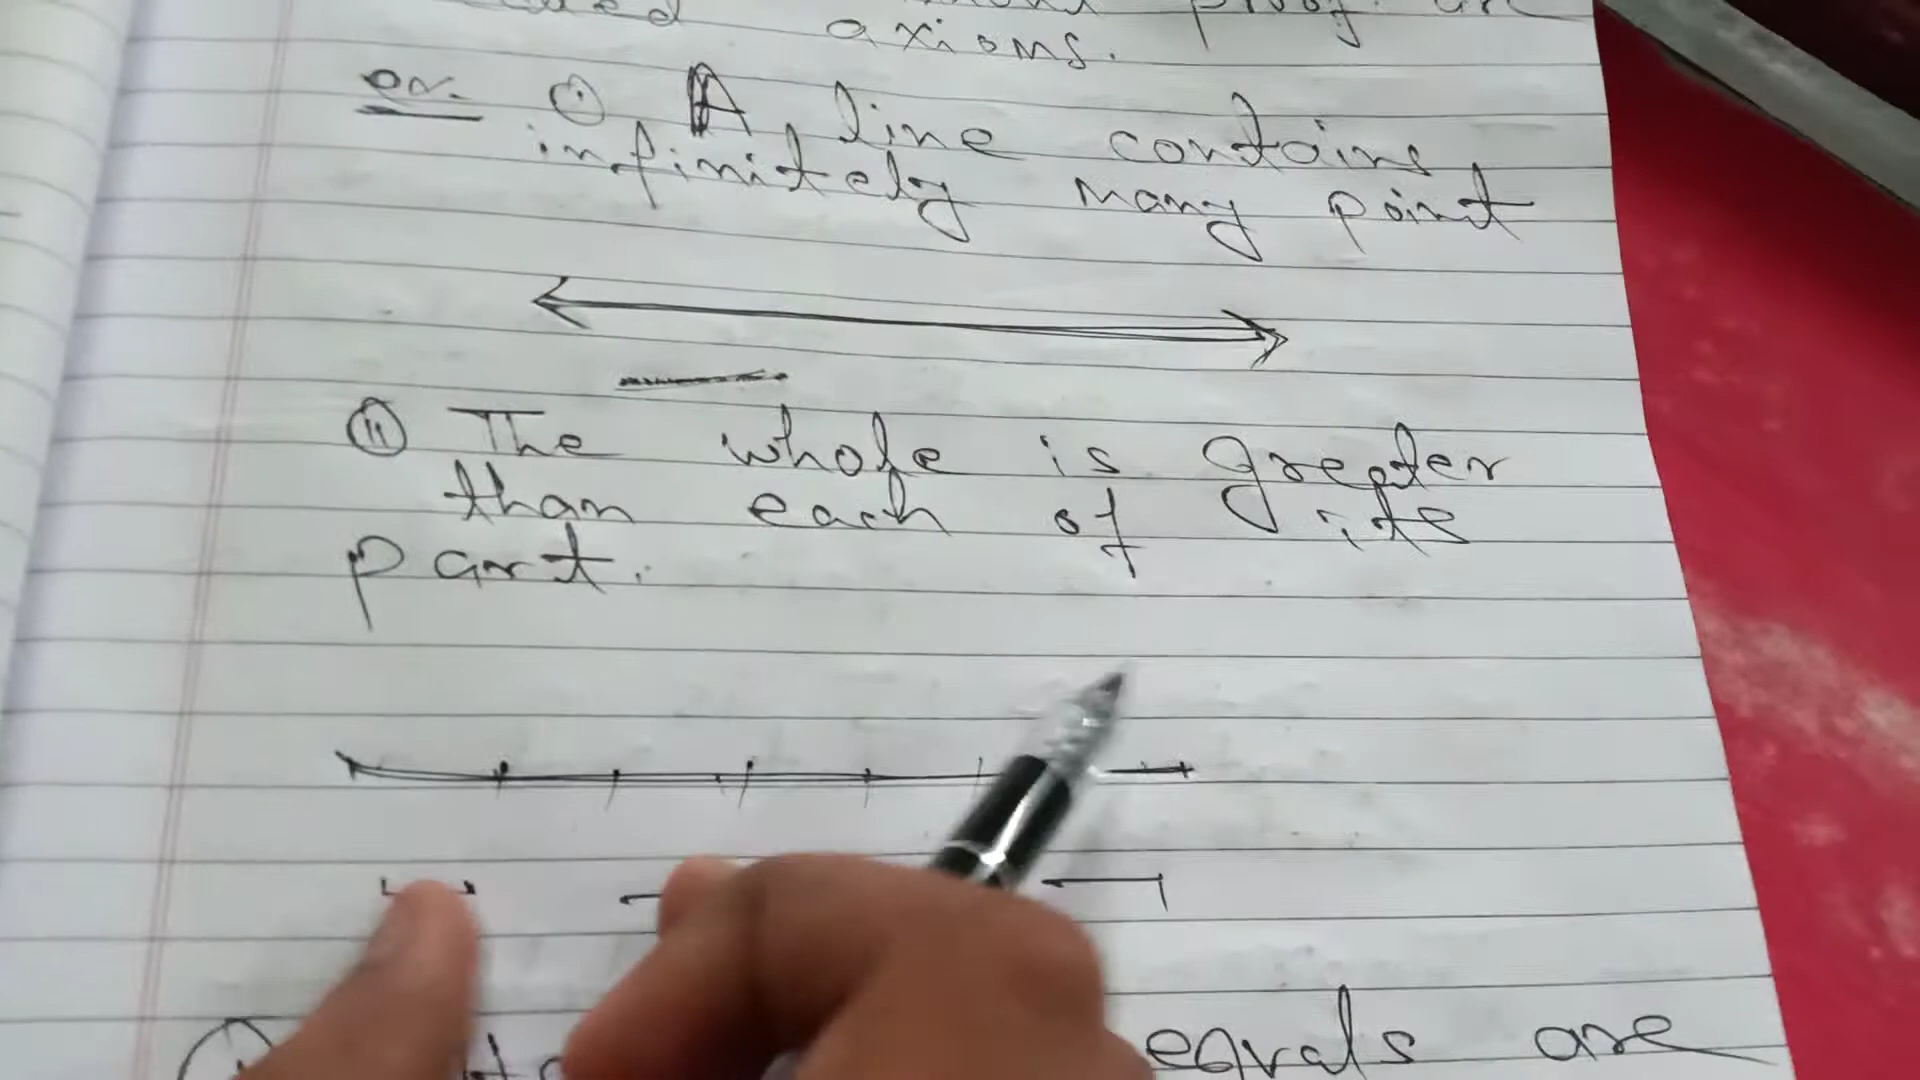 axioms.
ex. (i) A line contains
infinitely many point
(ii) The whole is greater
than each of its
part.
equals are